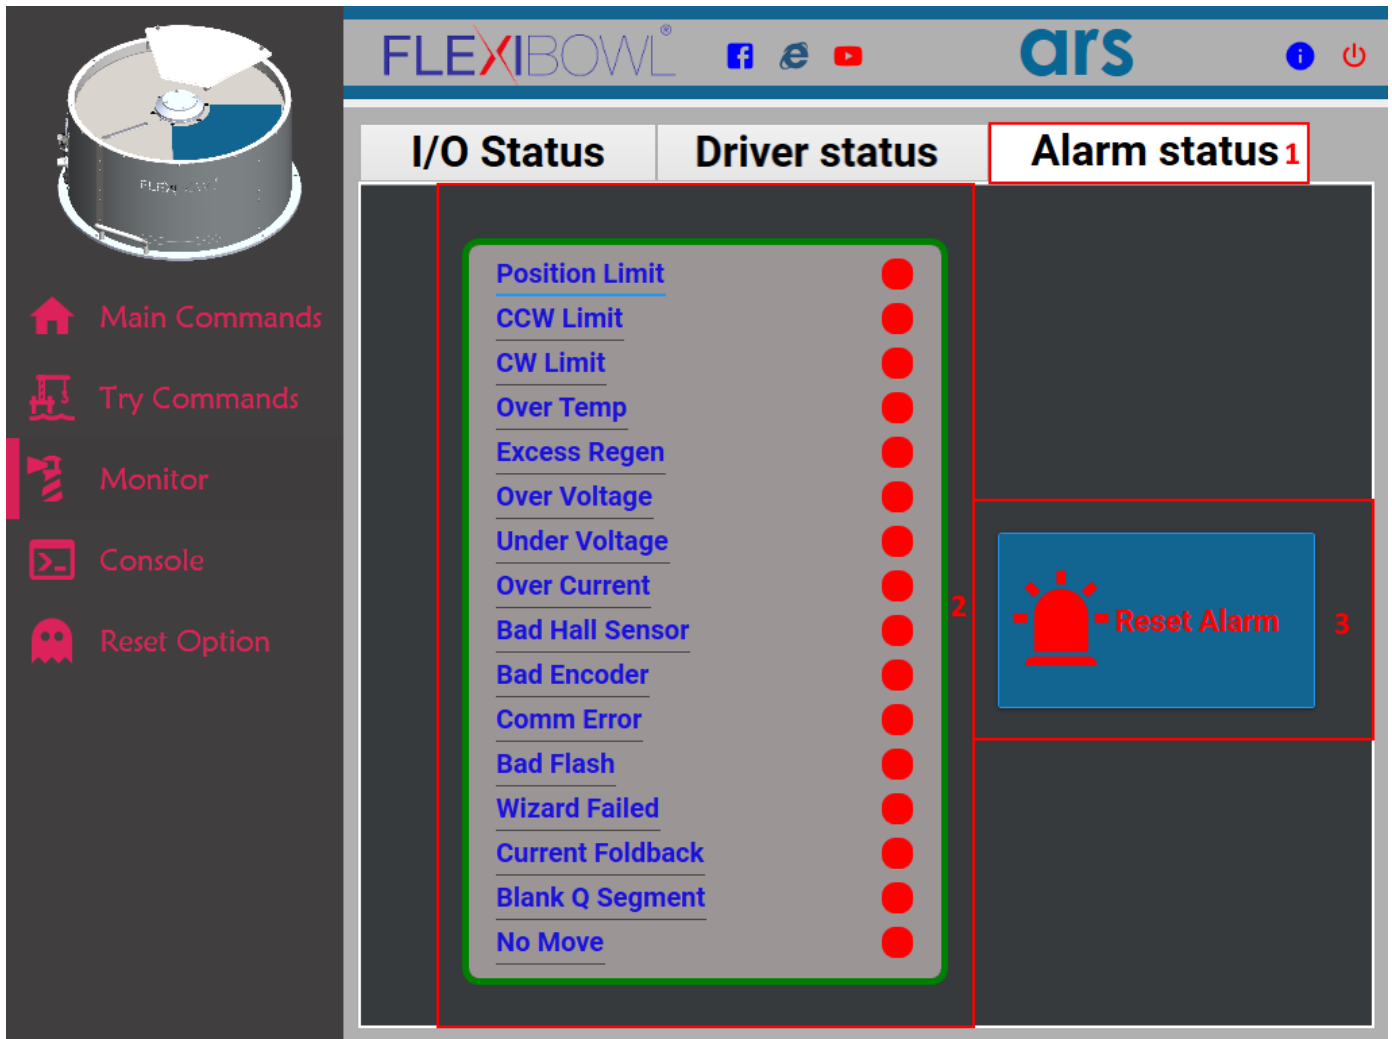 FLEXIBOWL®
ars
I/O Status
Driver status
Alarm status 1
Main Commands
Try Commands
Monitor
Console
Reset Option
Position Limit
CCW Limit
CW Limit
Over Temp
Excess Regen
Over Voltage
Under Voltage
Over Current
Bad Hall Sensor
Bad Encoder
Comm Error
Bad Flash
Wizard Failed
Current Foldback
Blank Q Segment
No Move
2
Reset Alarm
3